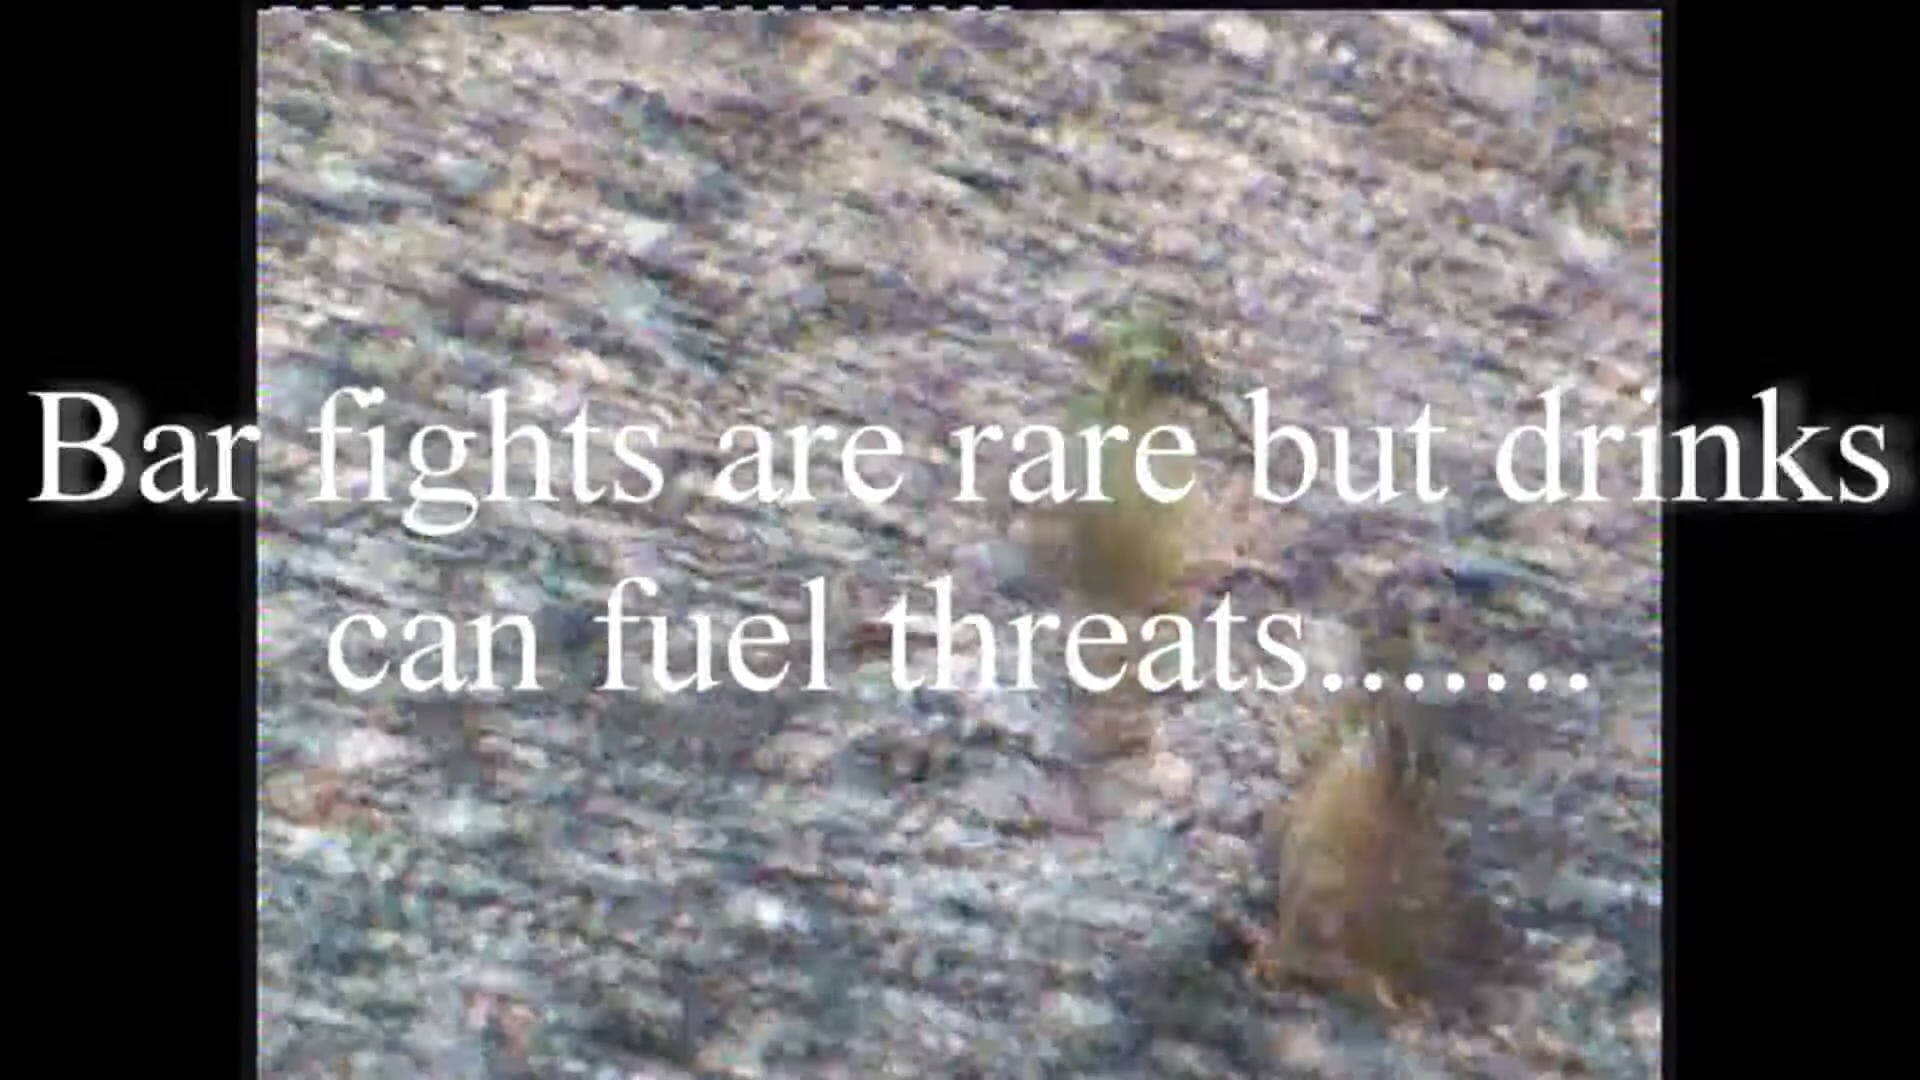 Bar fights are rare but drinks
can fuel threats.......